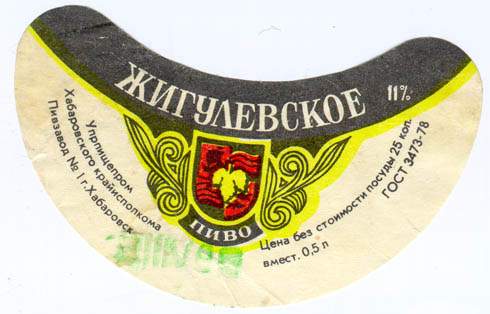 ЖИГУЛЕВСКОЕ 11%
Упрпищепром
Хабаровского крайисполкома
Пивзавод № 1 г. Хабаровск
ПИВО
Цена без стоимости посуды 25 коп.
вмест. 0,5 л
ГОСТ 3473-78